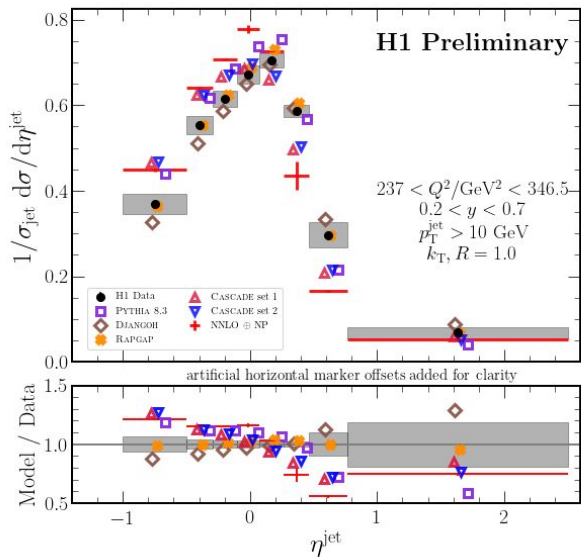 0.8
H1 Preliminary
0.6
0.4
0.2
0.0
1/σ_jet dσ/dη^jet
237 < Q²/GeV² < 346.5
0.2 < y < 0.7
p_T^jet > 10 GeV
k_T, R = 1.0
H1 Data
PYTHIA 8.3
DJANGOH
RAPGAP
CASCADE set 1
CASCADE set 2
NNLO ⊕ NP
artificial horizontal marker offsets added for clarity
1.5
1.0
0.5
Model / Data
−1 0 1 2
η^jet